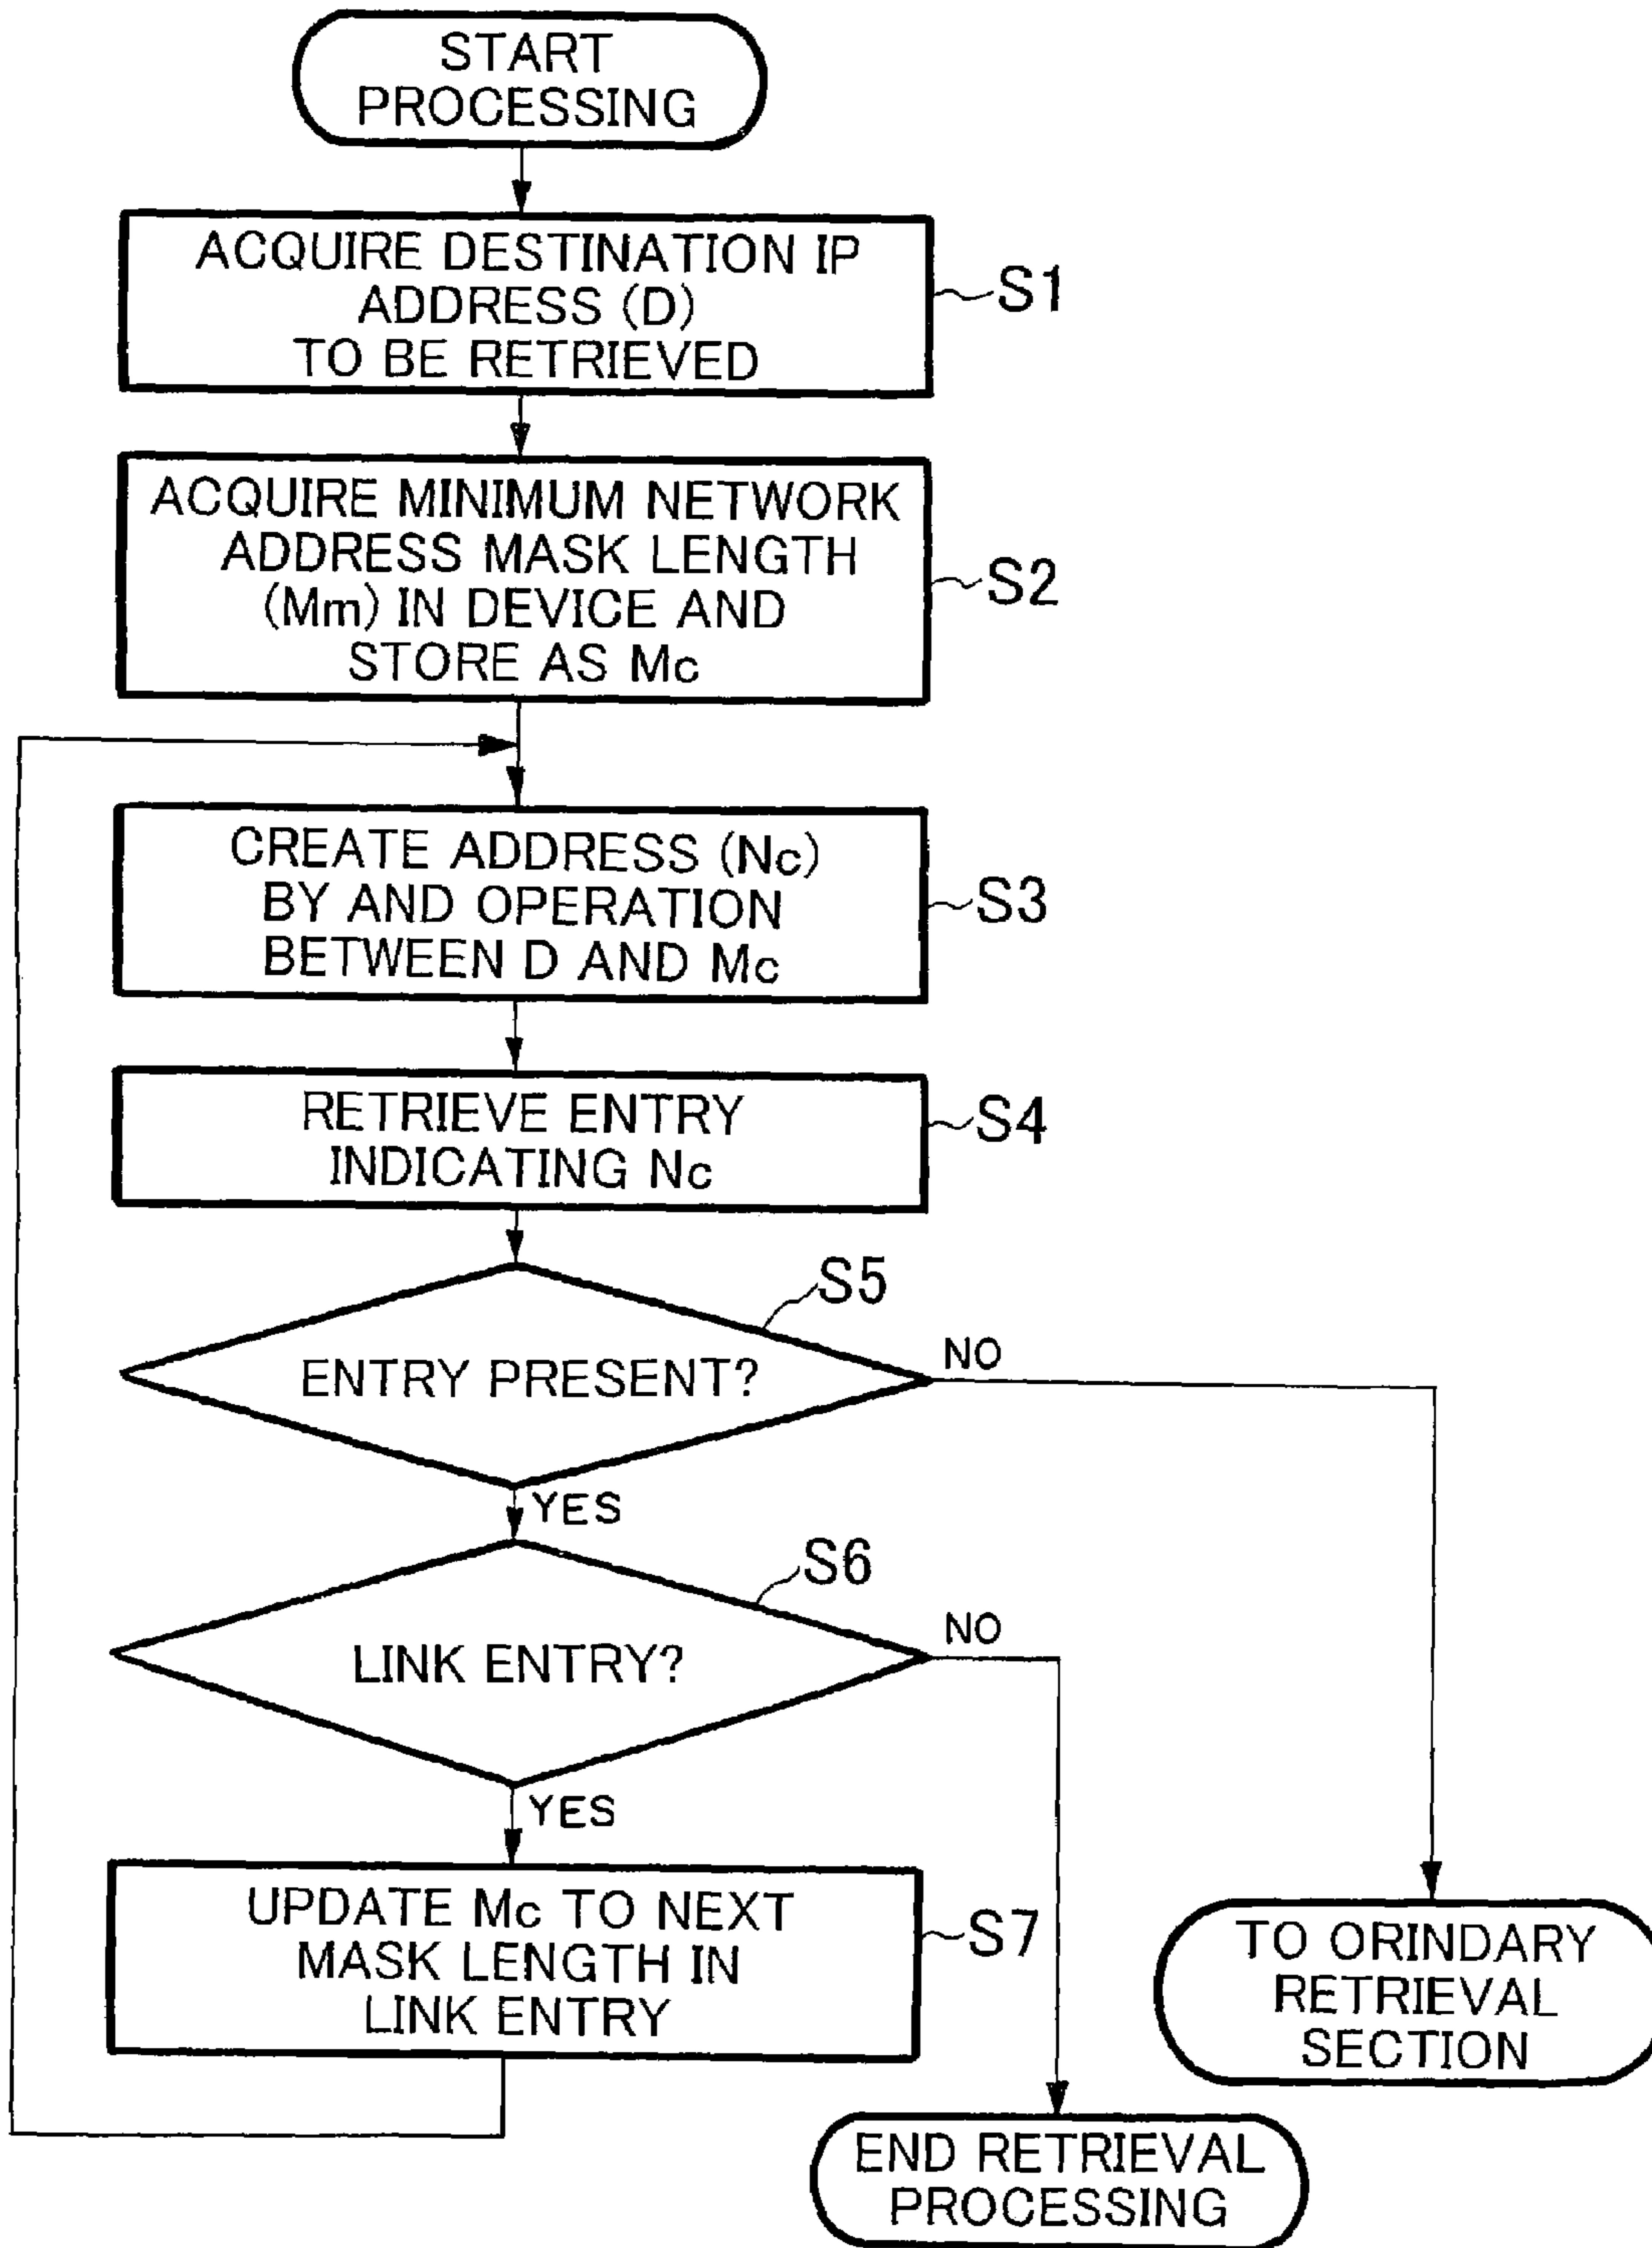 START
PROCESSING
ACQUIRE DESTINATION IP
ADDRESS (D)
TO BE RETRIEVED
S1
ACQUIRE MINIMUM NETWORK
ADDRESS MASK LENGTH
(Mm) IN DEVICE AND
STORE AS Mc
S2
CREATE ADDRESS (Nc)
BY AND OPERATION
BETWEEN D AND Mc
S3
RETRIEVE ENTRY
INDICATING Nc
S4
S5
ENTRY PRESENT?
NO
YES
S6
LINK ENTRY?
NO
YES
UPDATE Mc TO NEXT
MASK LENGTH IN
LINK ENTRY
S7
TO ORINDARY
RETRIEVAL
SECTION
END RETRIEVAL
PROCESSING